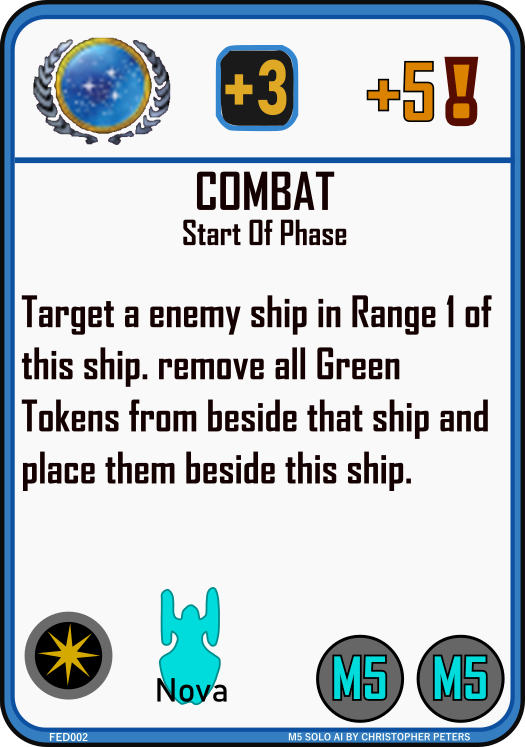 +3
+5!
COMBAT
Start Of Phase
Target a enemy ship in Range 1 of
this ship. remove all Green
Tokens from beside that ship and
place them beside this ship.
Nova
M5 M5
FED002 M5 SOLO AI BY CHRISTOPHER PETERS